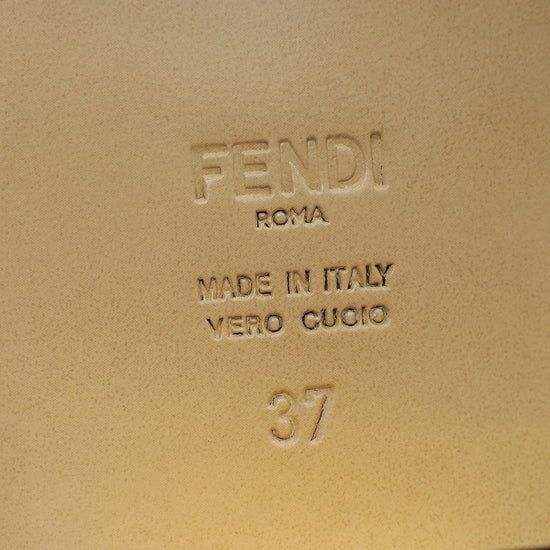 FENDI
ROMA
MADE IN ITALY
VERO CUOIO
37